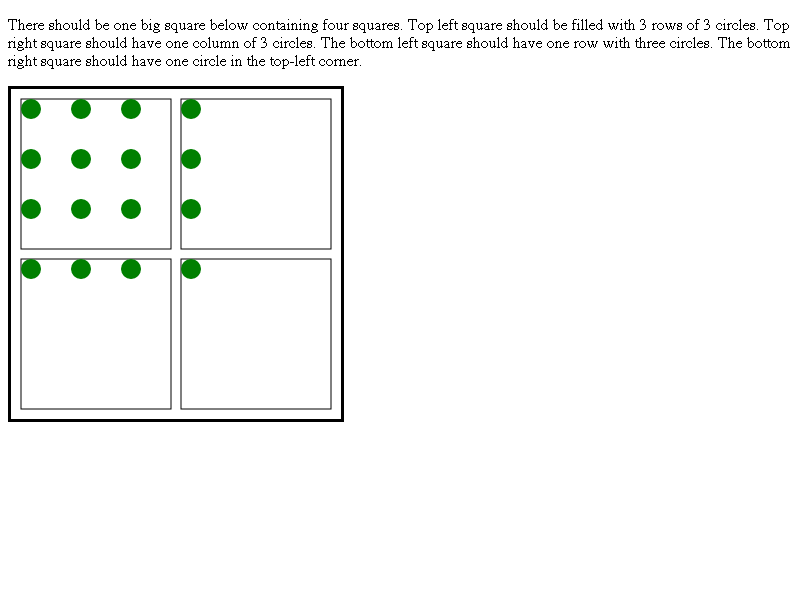 There should be one big square below containing four squares. Top left square should be filled with 3 rows of 3 circles. Top
right square should have one column of 3 circles. The bottom left square should have one row with three circles. The bottom
right square should have one circle in the top-left corner.